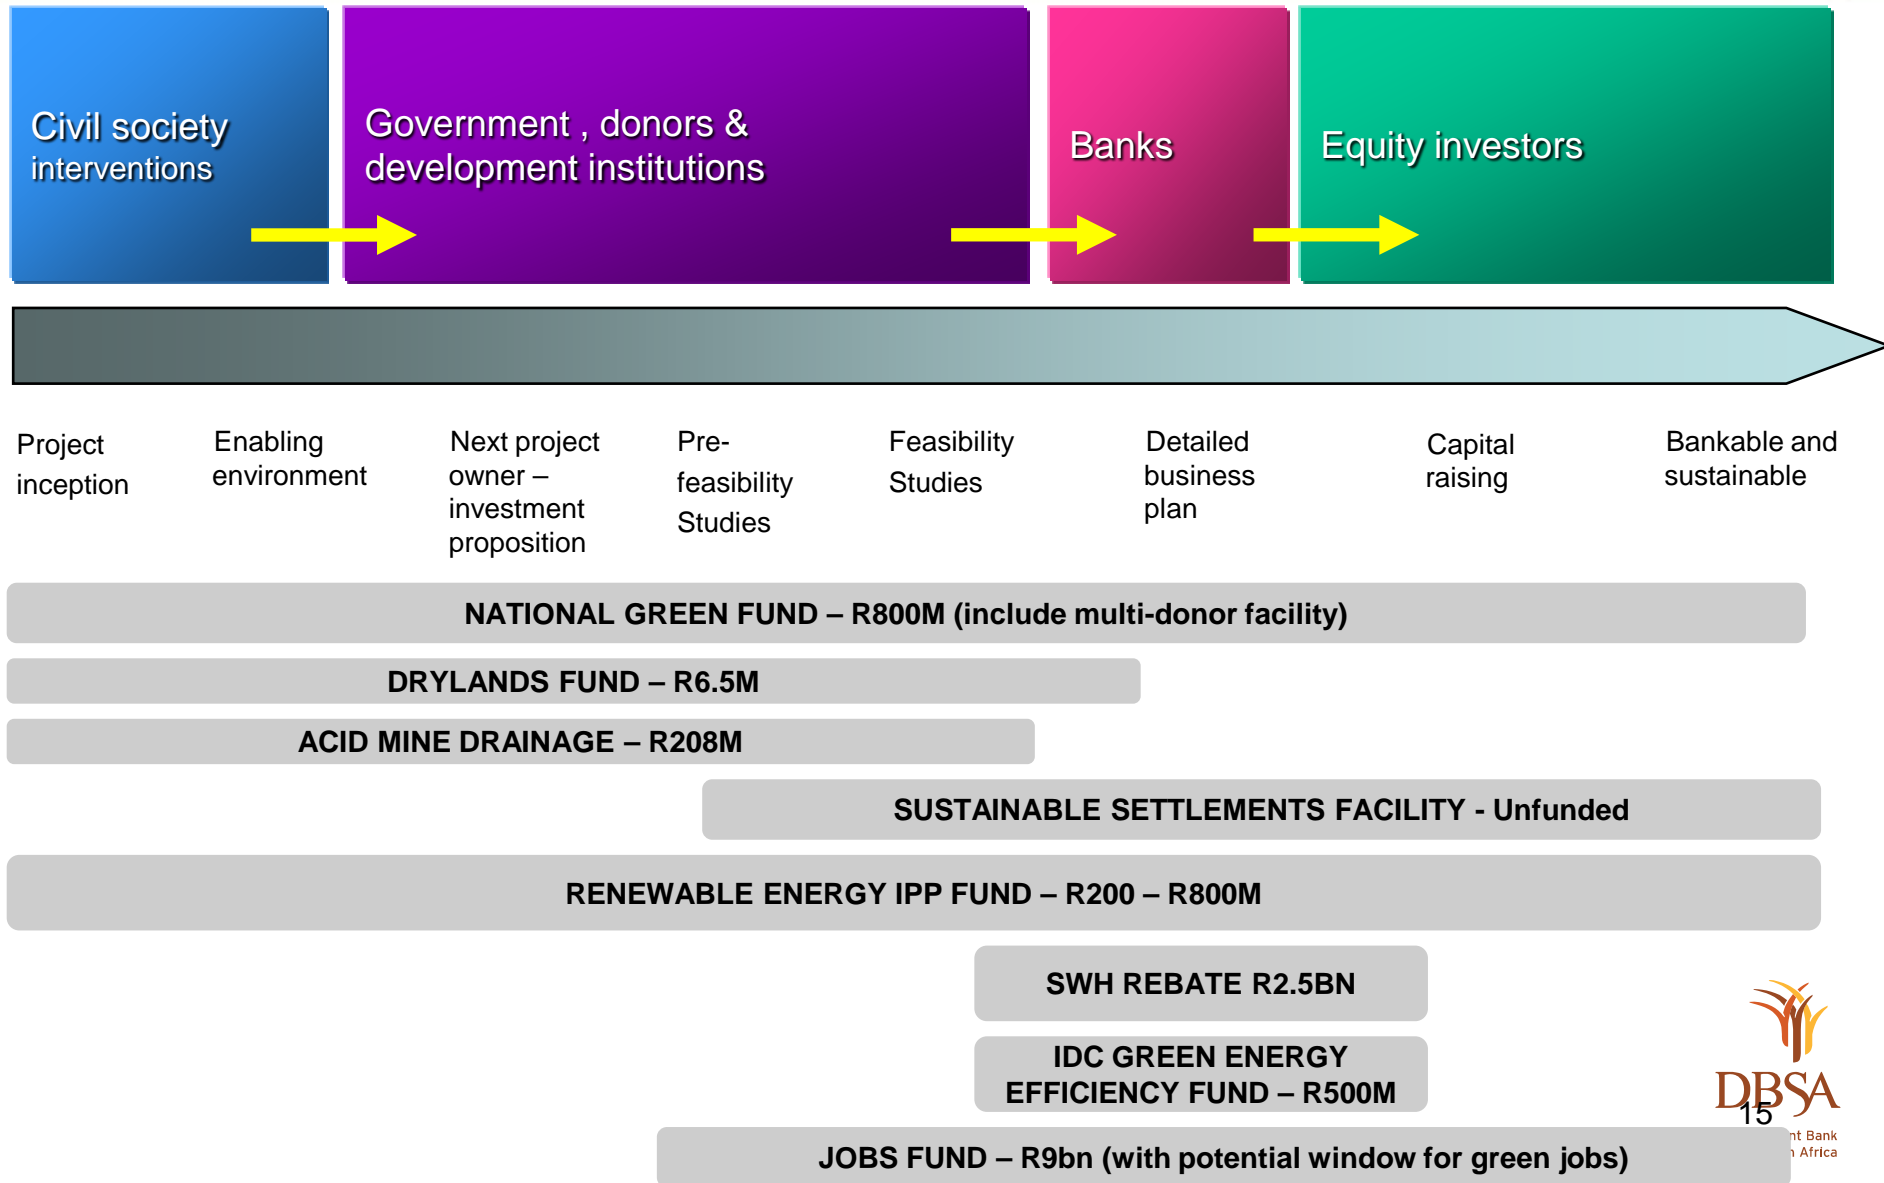 Civil society
interventions
Government , donors &
development institutions
Banks
Equity investors
Project
inception
Enabling
environment
Next project
owner –
investment
proposition
Pre-
feasibility
Studies
Feasibility
Studies
Detailed
business
plan
Capital
raising
Bankable and
sustainable
NATIONAL GREEN FUND – R800M (include multi-donor facility)
DRYLANDS FUND – R6.5M
ACID MINE DRAINAGE – R208M
SUSTAINABLE SETTLEMENTS FACILITY - Unfunded
RENEWABLE ENERGY IPP FUND – R200 – R800M
SWH REBATE R2.5BN
IDC GREEN ENERGY
EFFICIENCY FUND – R500M
DBSA
15
Bank
Africa
JOBS FUND – R9bn (with potential window for green jobs)